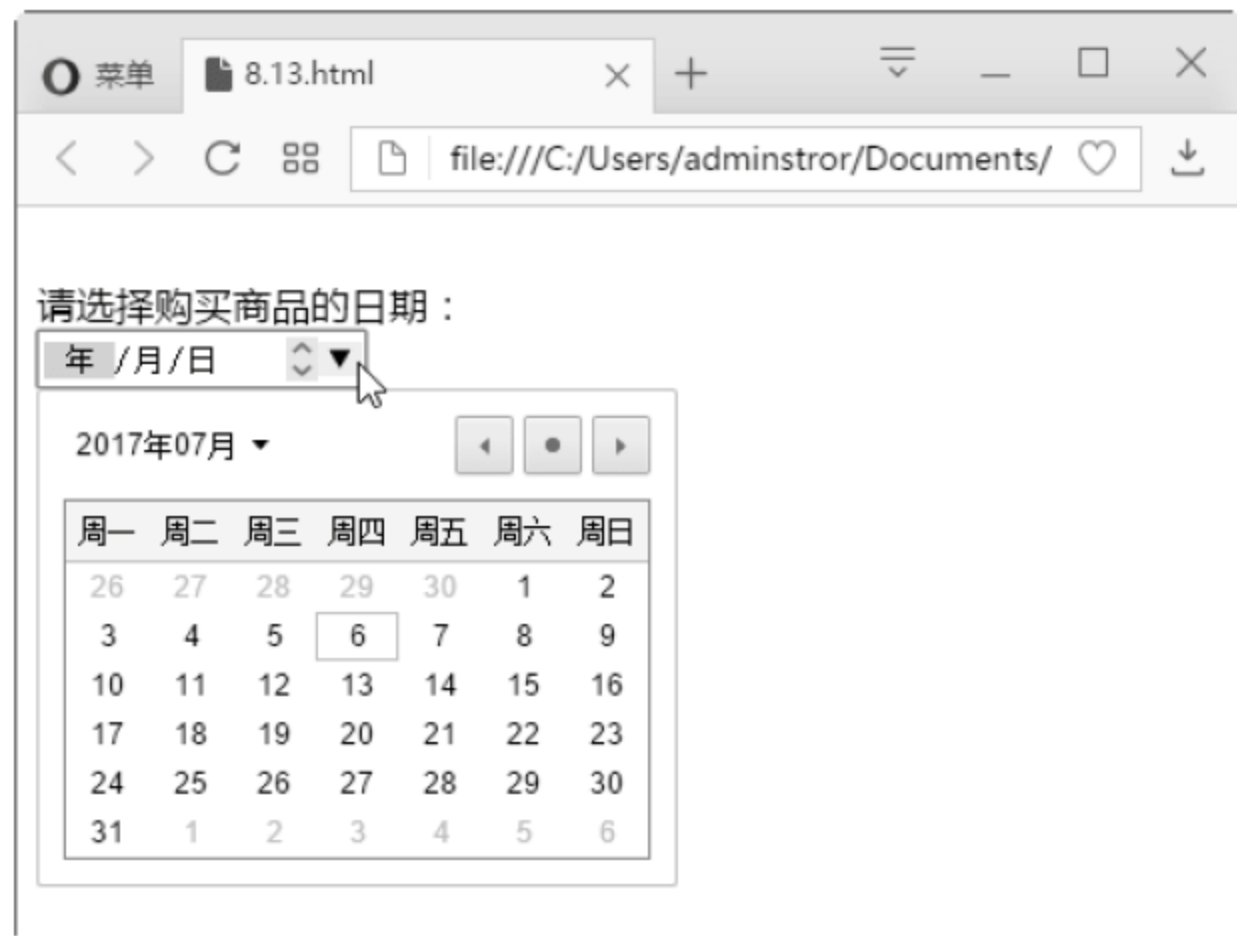 菜单 8.13.html
file:///C:/Users/adminstror/Documents/
请选择购买商品的日期：
年 /月/日
2017年07月
周一 周二 周三 周四 周五 周六 周日
26 27 28 29 30 1 2
3 4 5 6 7 8 9
10 11 12 13 14 15 16
17 18 19 20 21 22 23
24 25 26 27 28 29 30
31 1 2 3 4 5 6